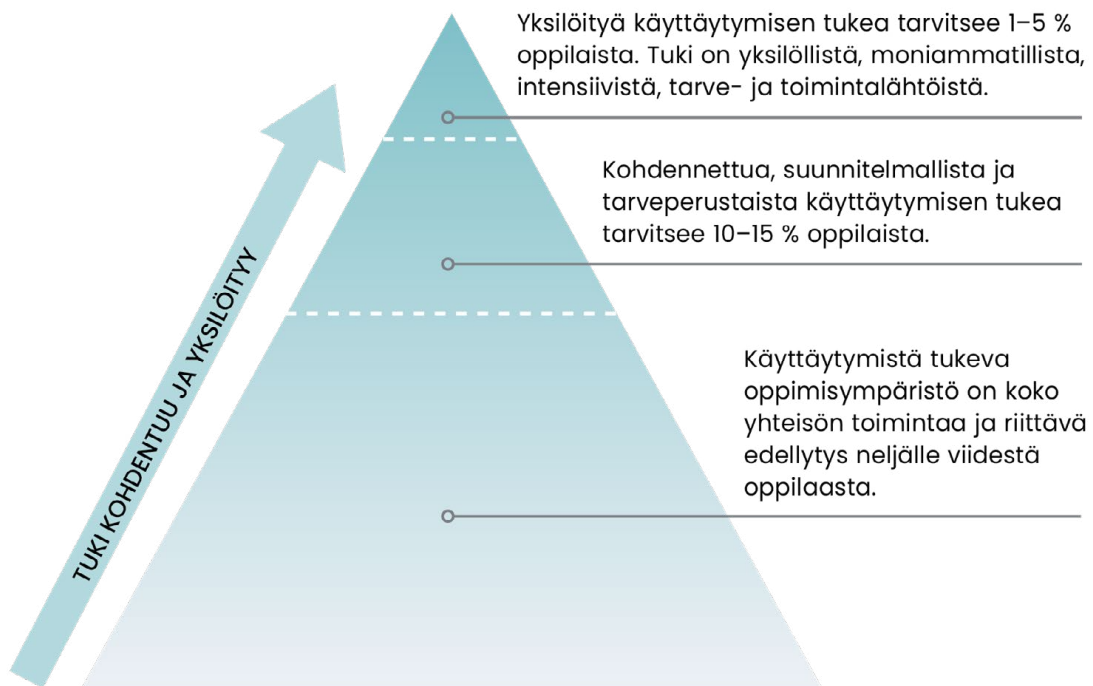 Yksilöityä käyttäytymisen tukea tarvitsee 1–5 %
oppilaista. Tuki on yksilöllistä, moniammatillista,
intensiivistä, tarve- ja toimintalähtöistä.
Kohdennettua, suunnitelmallista ja
tarveperustaista käyttäytymisen tukea
tarvitsee 10–15 % oppilaista.
TUKI KOHDENTUU JA YKSILÖITYY
Käyttäytymistä tukeva
oppimisympäristö on koko
yhteisön toimintaa ja riittävä
edellytys neljälle viidestä
oppilaasta.